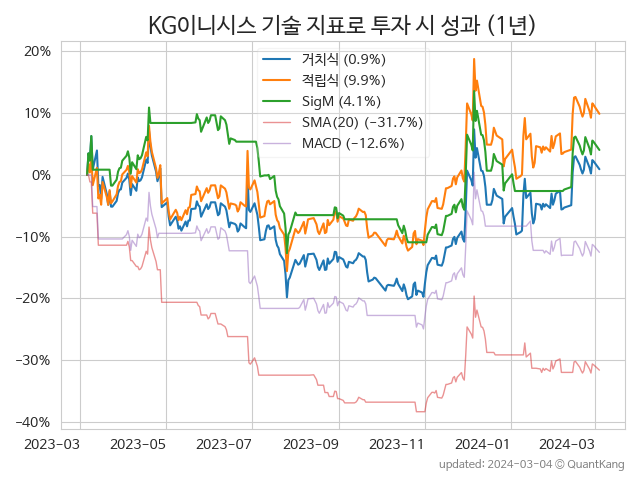 KG이니시스 기술 지표로 투자 시 성과 (1년)
거치식 (0.9%)
적립식 (9.9%)
SigM (4.1%)
SMA(20) (−31.7%)
MACD (−12.6%)
20%
10%
0%
−10%
−20%
−30%
−40%
2023−03 2023−05 2023−07 2023−09 2023−11 2024−01 2024−03
updated: 2024−03−04 © QuantKang